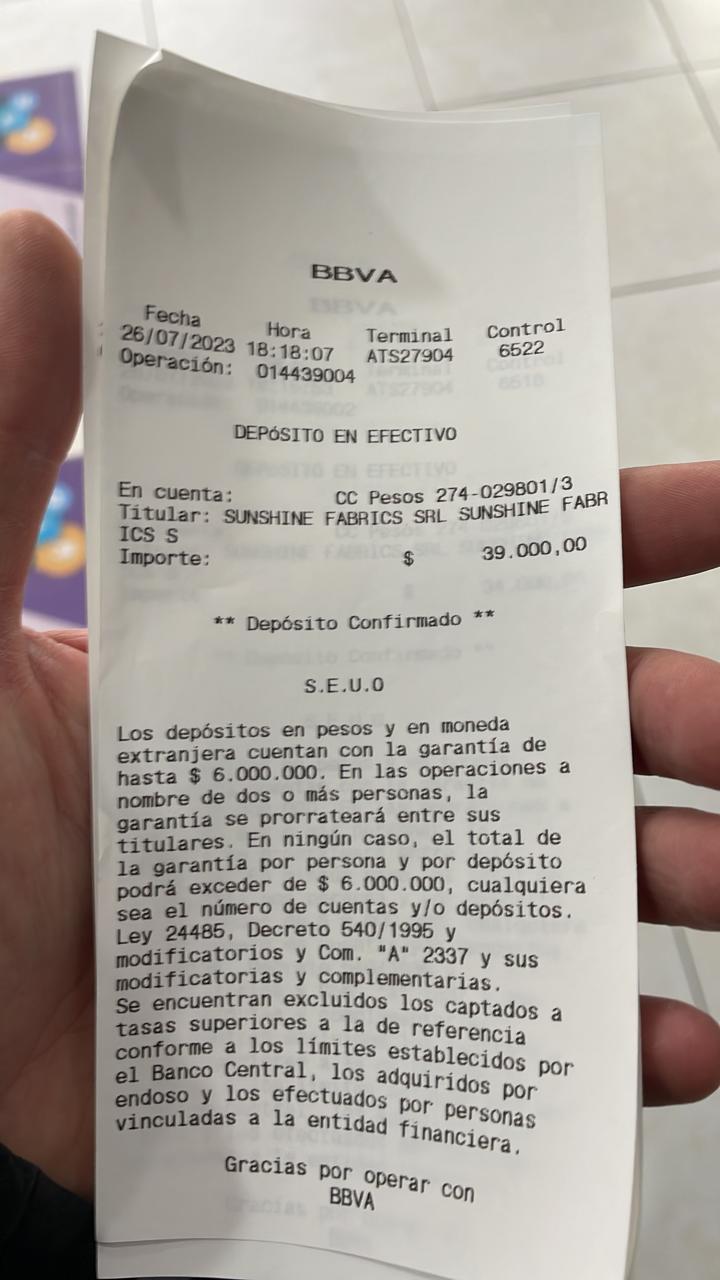 BBVA
Fecha Hora Terminal Control
26/07/2023 18:18:07 ATS27904 6522
Operación: 014439004
DEPóSITO EN EFECTIVO
En cuenta: CC Pesos 274-029801/3
Titular: SUNSHINE FABRICS SRL SUNSHINE FABR
ICS S
Importe: $ 39.000,00
** Depósito Confirmado **
S.E.U.O
Los depósitos en pesos y en moneda
extranjera cuentan con la garantía de
hasta $ 6.000.000. En las operaciones a
nombre de dos o más personas, la
garantía se prorrateará entre sus
titulares. En ningún caso, el total de
la garantía por persona y por depósito
podrá exceder de $ 6.000.000, cualquiera
sea el número de cuentas y/o depósitos.
Ley 24485, Decreto 540/1995 y
modificatorios y Com. "A" 2337 y sus
modificatorias y complementarias.
Se encuentran excluidos los captados a
tasas superiores a la de referencia
conforme a los límites establecidos por
el Banco Central, los adquiridos por
endoso y los efectuados por personas
vinculadas a la entidad financiera.
Gracias por operar con
BBVA